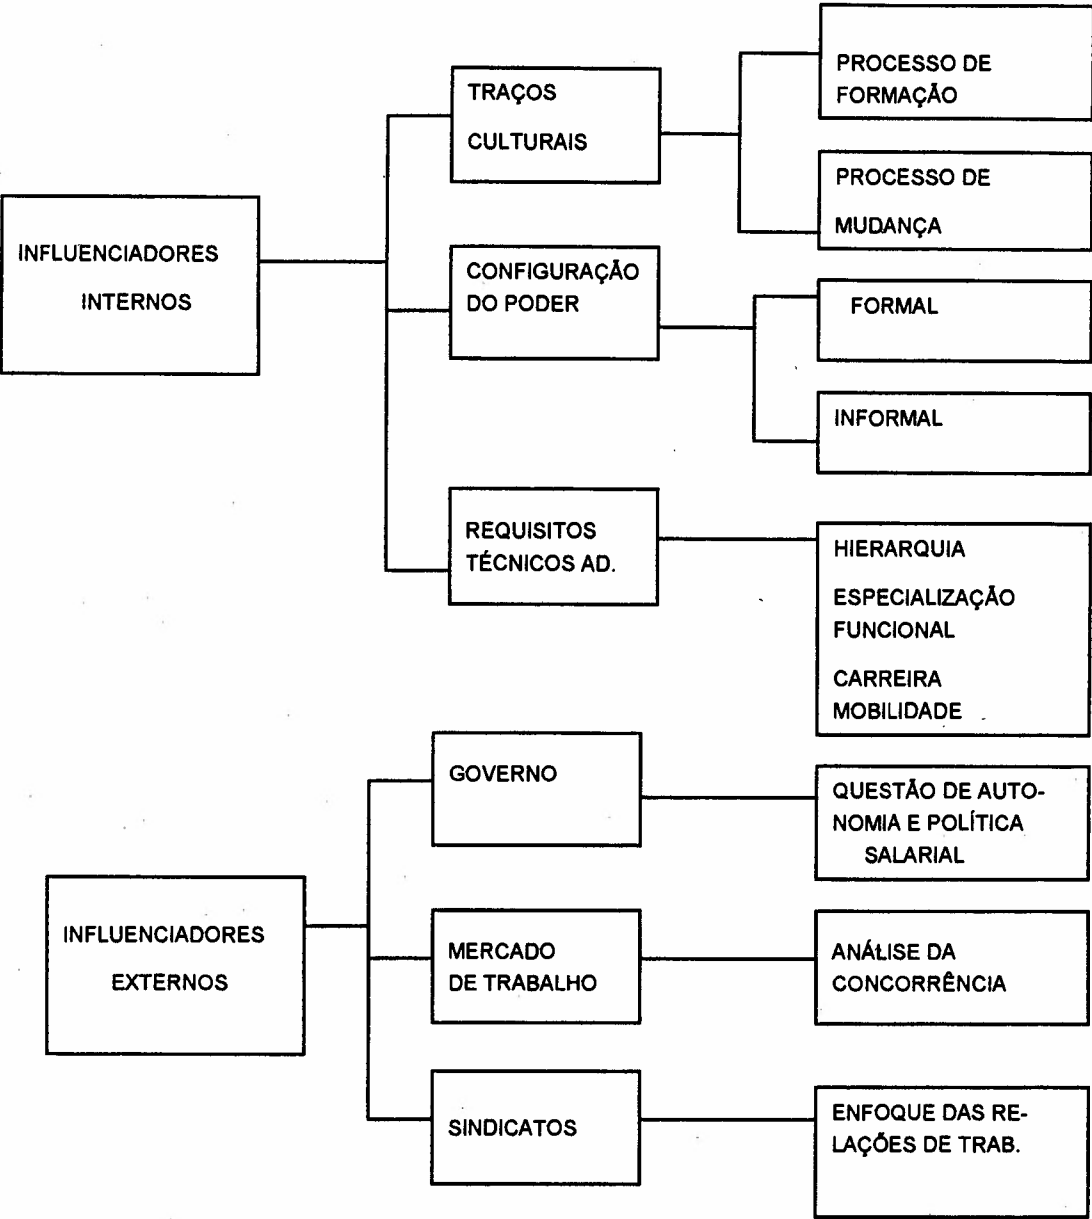 INFLUENCIADORES
INTERNOS
TRAÇOS
CULTURAIS
PROCESSO DE
FORMAÇÃO
PROCESSO DE
MUDANÇA
CONFIGURAÇÃO
DO PODER
FORMAL
INFORMAL
REQUISITOS
TÉCNICOS AD.
HIERARQUIA
ESPECIALIZAÇÃO
FUNCIONAL
CARREIRA
MOBILIDADE
INFLUENCIADORES
EXTERNOS
GOVERNO
QUESTÃO DE AUTO-
NOMIA E POLÍTICA
SALARIAL
MERCADO
DE TRABALHO
ANÁLISE DA
CONCORRÊNCIA
SINDICATOS
ENFOQUE DAS RE-
LAÇÕES DE TRAB.